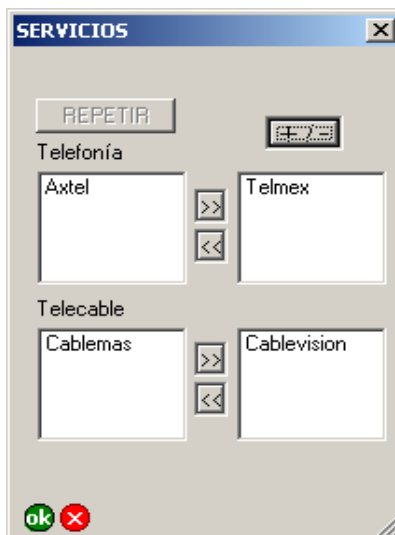 SERVICIOS
REPETIR
+/-
Telefonía
Axtel
>>
<<
Telmex
Telecable
Cablemas
>>
<<
Cablevision
ok